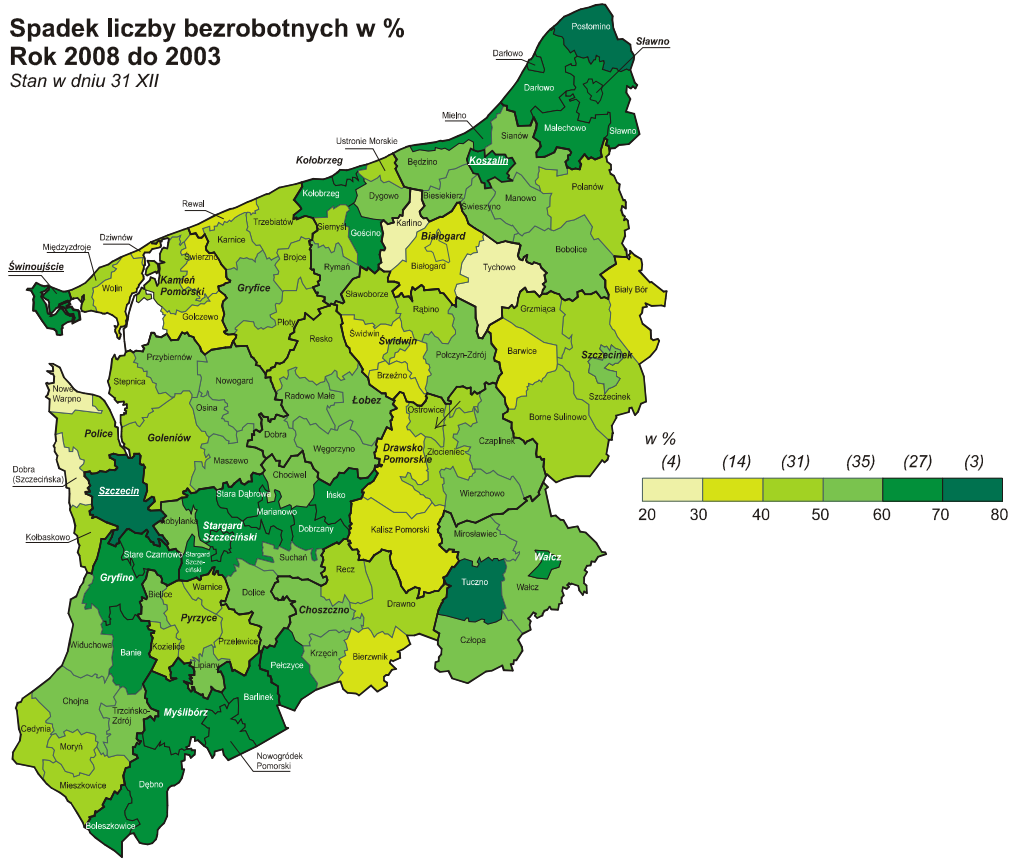 Spadek liczby bezrobotnych w %
Rok 2008 do 2003
Stan w dniu 31 XII
Postomino
Sławno
Darłowo
Darłowo
Mielno
Malechowo
Sławno
Ustronie Morskie
Sianów
Kołobrzeg
Będzino
Koszalin
Kołobrzeg
Dygowo
Biesiekierz
Świeszyno
Manowo
Polanów
Rewal
Trzebiatów
Siemyśl
Gościno
Karlino
Białogard
Dziwnów
Karnice
Międzyzdroje
Świerzno
Brojce
Rymań
Białogard
Tychowo
Bobolice
Świnoujście
Wolin
Kamień
Pomorski
Gryfice
Sławoborze
Biały Bór
Golczewo
Płoty
Rąbino
Grzmiąca
Resko
Świdwin
Świdwin
Przybiernów
Połczyn-Zdrój
Barwice
Szczecinek
Stepnica
Nowogard
Brzeżno
Nowe
Warpno
Radowo Małe
Łobez
Szczecinek
Osina
Ostrowice
Borne Sulinowo
Police
Goleniów
Dobra
Węgorzyno
Drawsko
Pomorskie
Złocieniec
Czaplinek
w %
Dobra
(Szczecińska)
Maszewo
Chociwel
(4) (14) (31) (35) (27) (3)
Szczecin
Stara Dąbrowa
Ińsko
Wierzchowo
20 30 40 50 60 70 80
Marianowo
Kobylanka
Stargard
Szczeciński
Dobrzany
Kalisz Pomorski
Mirosławiec
Kołbaskowo
Stare Czarnowo
Stargard
Szcze-
ciński
Suchań
Wałcz
Gryfino
Recz
Tuczno
Wałcz
Bielice
Warnice
Dolice
Choszczno
Drawno
Pyrzyce
Widuchowa
Banie
Kozielice
Przelewice
Człopa
Lipiany
Pełczyce
Krzęcin
Bierzwnik
Chojna
Trzcińsko-
Zdrój
Myślibórz
Barlinek
Cedynia
Moryń
Nowogródek
Pomorski
Mieszkowice
Dębno
Boleszkowice